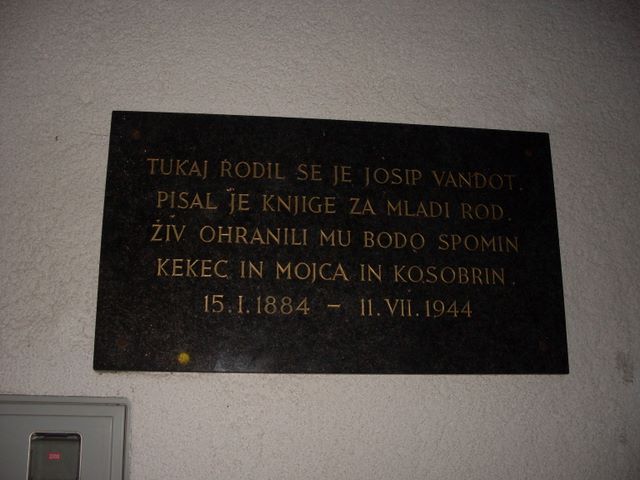 TUKAJ RODIL SE JE JOSIP VANDOT.
PISAL JE KNJIGE ZA MLADI ROD.
ŽIV OHRANILI MU BODO SPOMIN
KEKEC IN MOJCA IN KOSOBRIN.
15.I.1884 – 11.VII.1944